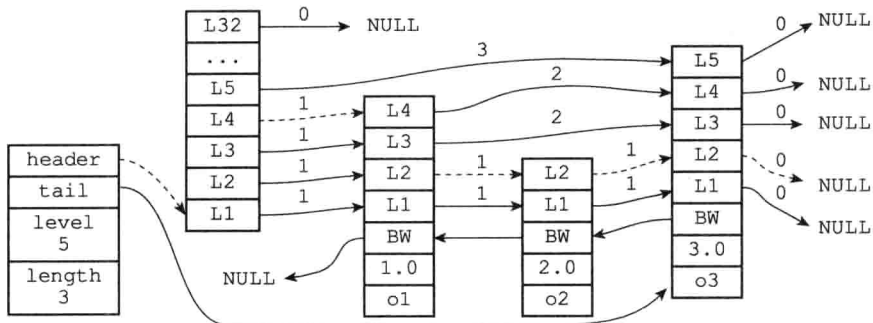 header
tail
level
5
length
3
L32
...
L5
L4
L3
L2
L1
0
NULL
3
1
1
1
1
L4
L3
L2
L1
BW
1.0
o1
NULL
2
2
1
1
L2
L1
BW
2.0
o2
1
1
L5
L4
L3
L2
L1
BW
3.0
o3
0
NULL
0
NULL
0
NULL
0
NULL
0
NULL